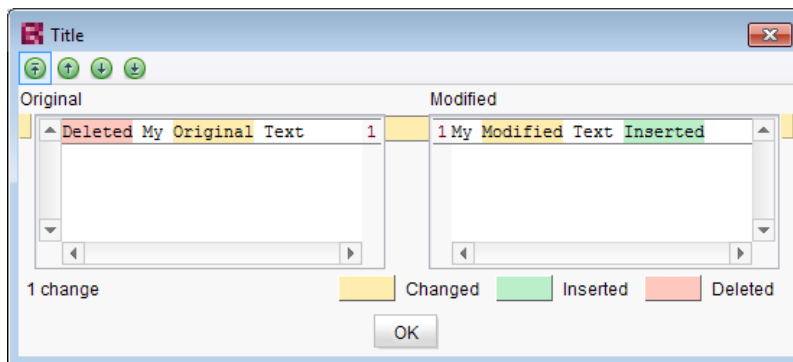 Title
Original Modified
Deleted My Original Text 1 1 My Modified Text Inserted
1 change Changed Inserted Deleted
OK